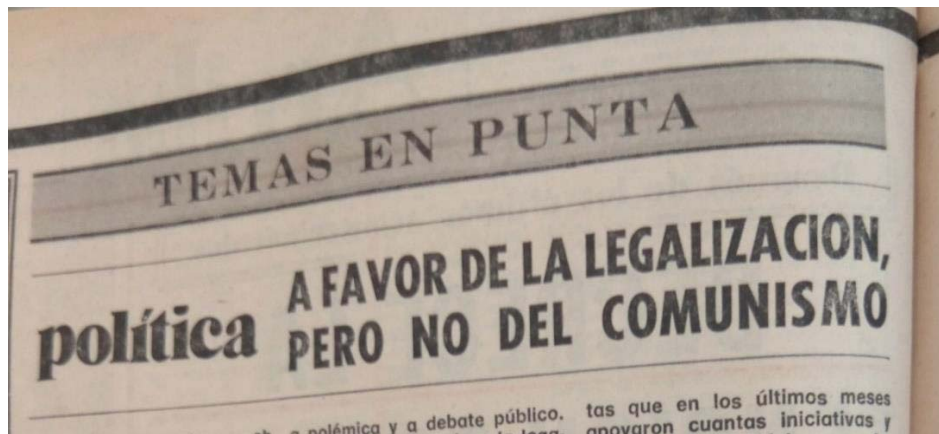 TEMAS EN PUNTA
política
A FAVOR DE LA LEGALIZACION,
PERO NO DEL COMUNISMO
a polémica y a debate público.
tas que en los últimos meses
apoyaron cuantas iniciativas y